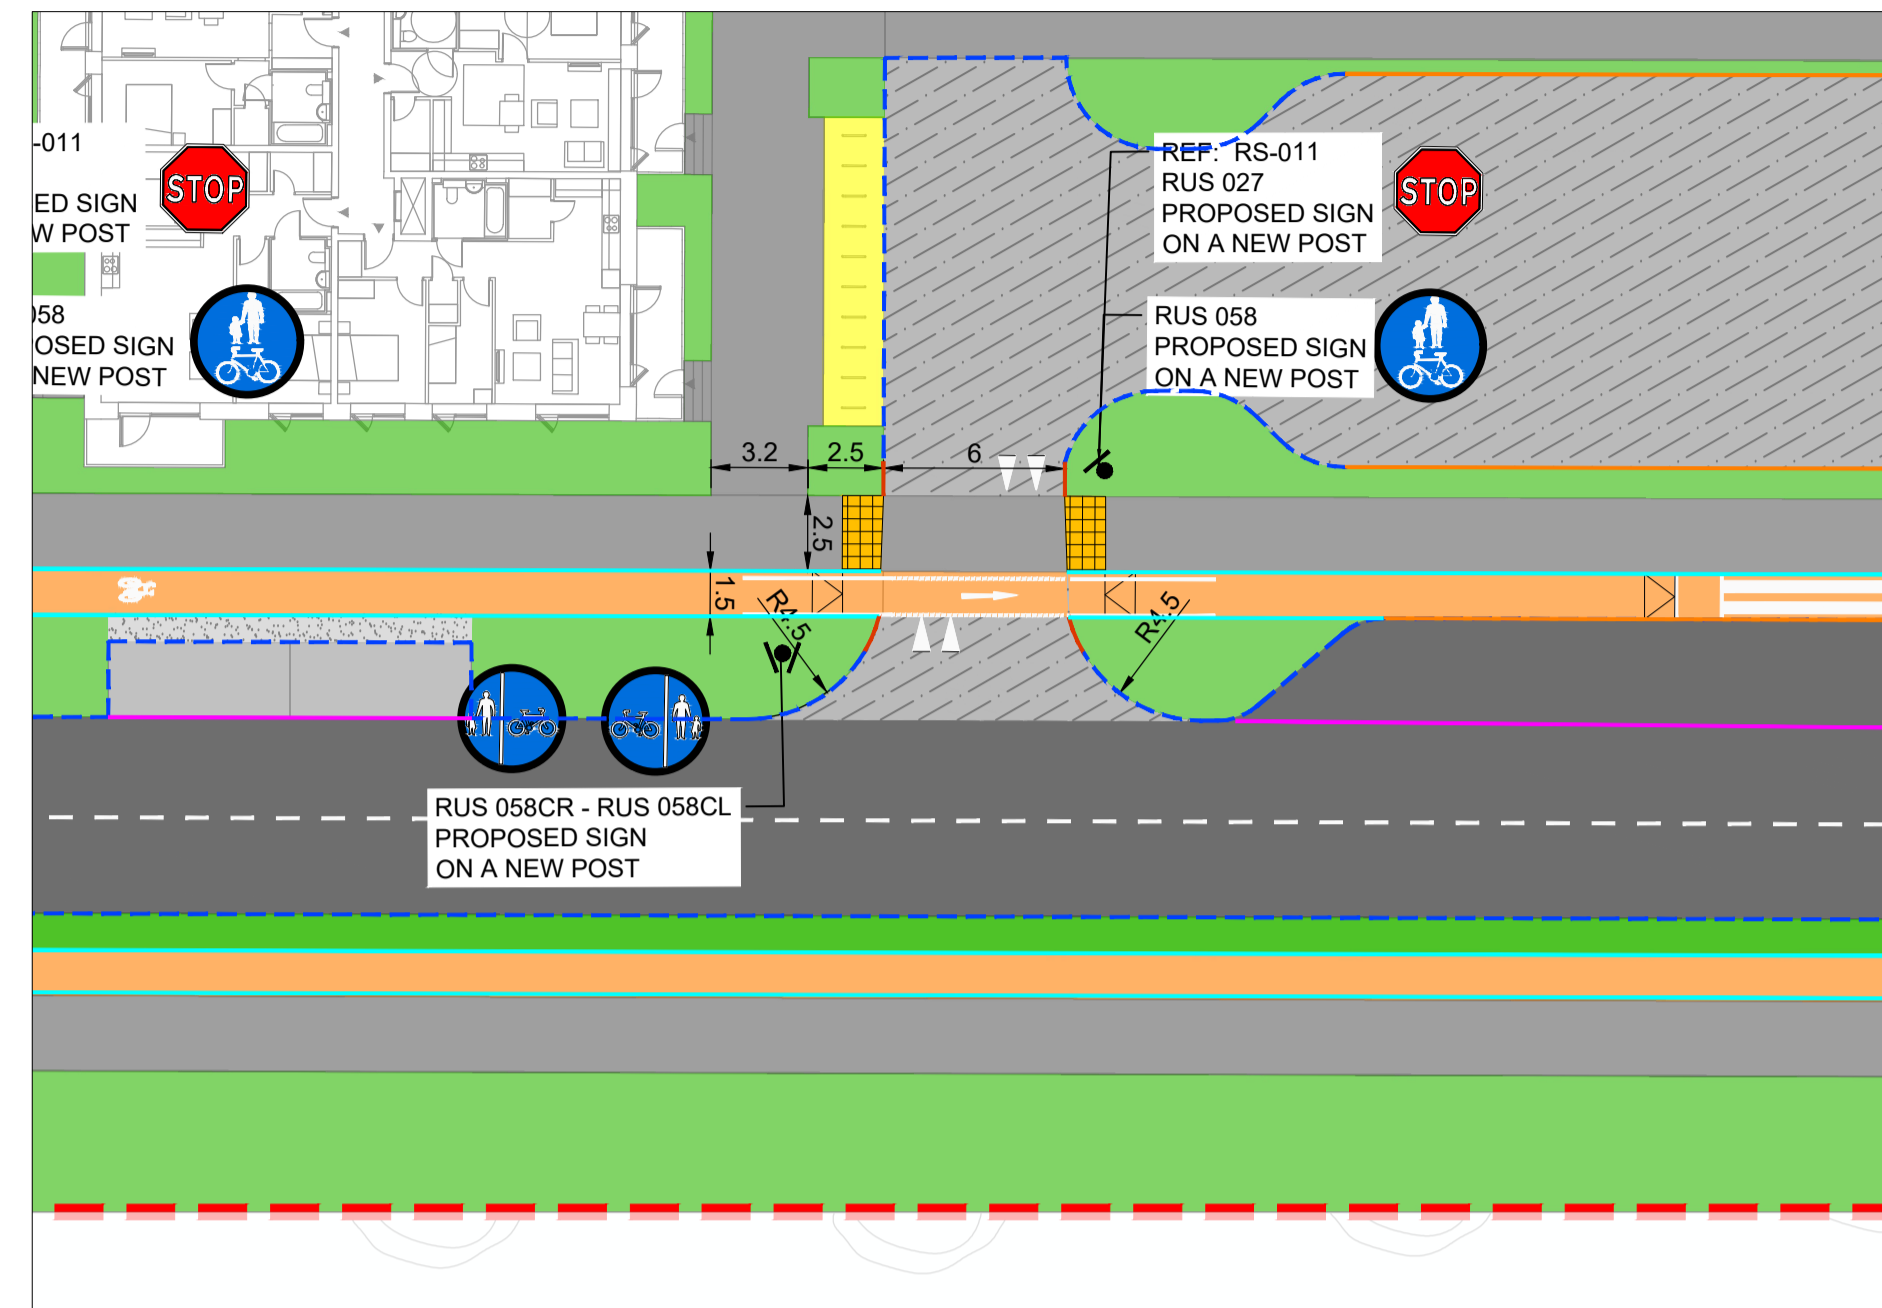 -011
ED SIGN
W POST
STOP
058
OSED SIGN
NEW POST
REF: RS-011
RUS 027
PROPOSED SIGN
ON A NEW POST
STOP
RUS 058
PROPOSED SIGN
ON A NEW POST
3.2
2.5
6
2.5
1.5
R4.5
R4.5
RUS 058CR - RUS 058CL
PROPOSED SIGN
ON A NEW POST